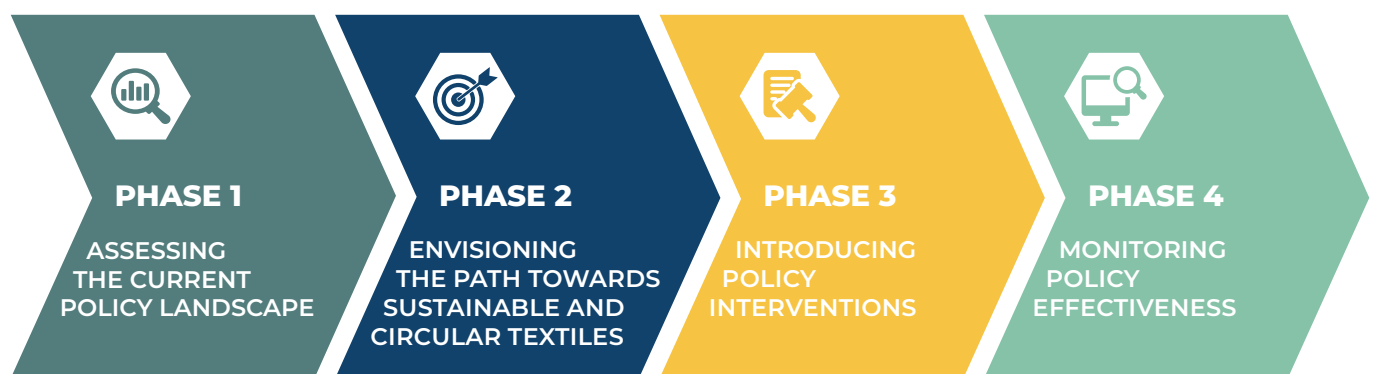 PHASE 1
ASSESSING
THE CURRENT
POLICY LANDSCAPE
PHASE 2
ENVISIONING
THE PATH TOWARDS
SUSTAINABLE AND
CIRCULAR TEXTILES
PHASE 3
INTRODUCING
POLICY
INTERVENTIONS
PHASE 4
MONITORING
POLICY
EFFECTIVENESS